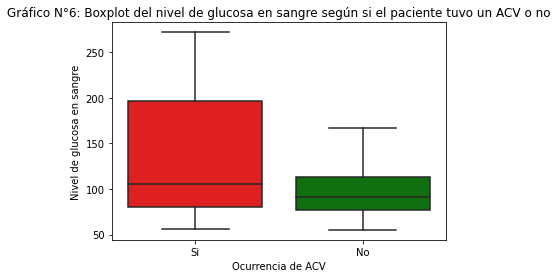 Gráfico N°6: Boxplot del nivel de glucosa en sangre según si el paciente tuvo un ACV o no
Nivel de glucosa en sangre
250
200
150
100
50
Si
No
Ocurrencia de ACV